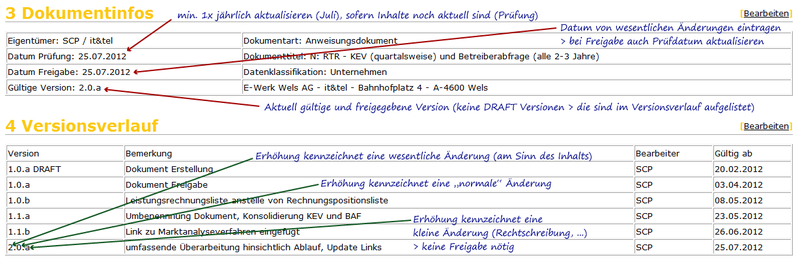 3 Dokumentinfos
min. 1x jährlich aktualisieren (Juli), sofern Inhalte noch aktuell sind (Prüfung)
[Bearbeiten]
Datum von wesentlichen Änderungen eintragen
> bei Freigabe auch Prüfdatum aktualisieren
Eigentümer: SCP / it&tel Dokumentart: Anweisungsdokument
Datum Prüfung: 25.07.2012 Dokumenttitel: N: RTR - KEV (quartalsweise) und Betreiberabfrage (alle 2-3 Jahre)
Datum Freigabe: 25.07.2012 Datenklassifikation: Unternehmen
Gültige Version: 2.0.a E-Werk Wels AG - it&tel - Bahnhofplatz 4 - A-4600 Wels
Aktuell gültige und freigegebene Version (keine DRAFT Versionen > die sind im Versionsverlauf aufgelistet)
4 Versionsverlauf
[Bearbeiten]
Version Bemerkung Bearbeiter Gültig ab
Erhöhung kennzeichnet eine wesentliche Änderung (am Sinn des Inhalts)
1.0.a DRAFT Dokument Erstellung SCP 20.02.2012
1.0.a Dokument Freigabe SCP 03.04.2012
Erhöhung kennzeichnet eine „normale" Änderung
1.0.b Leistungsrechnungsliste anstelle von Rechnungspositionsliste SCP 08.05.2012
1.1.a Umbenennung Dokument, Konsolidierung KEV und BAF SCP 23.05.2012
1.1.b Link zu Marktanalyseverfahren eingefügt SCP 26.06.2012
2.0.a umfassende Überarbeitung hinsichtlich Ablauf, Update Links SCP 25.07.2012
Erhöhung kennzeichnet eine
kleine Änderung (Rechtschreibung, ...)
> keine Freigabe nötig